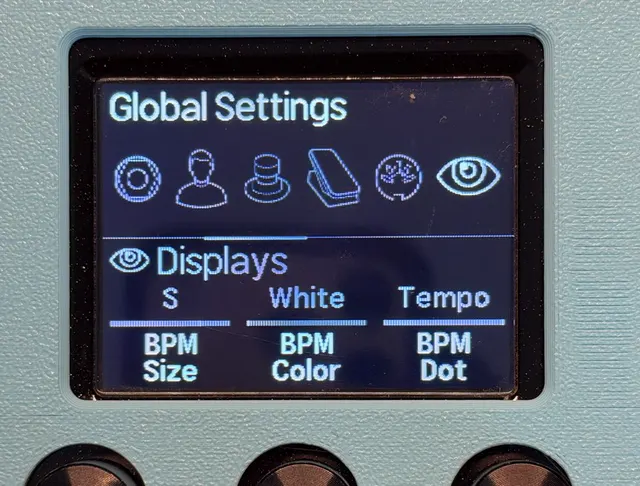 Global Settings
Displays
S White Tempo
BPM BPM BPM
Size Color Dot